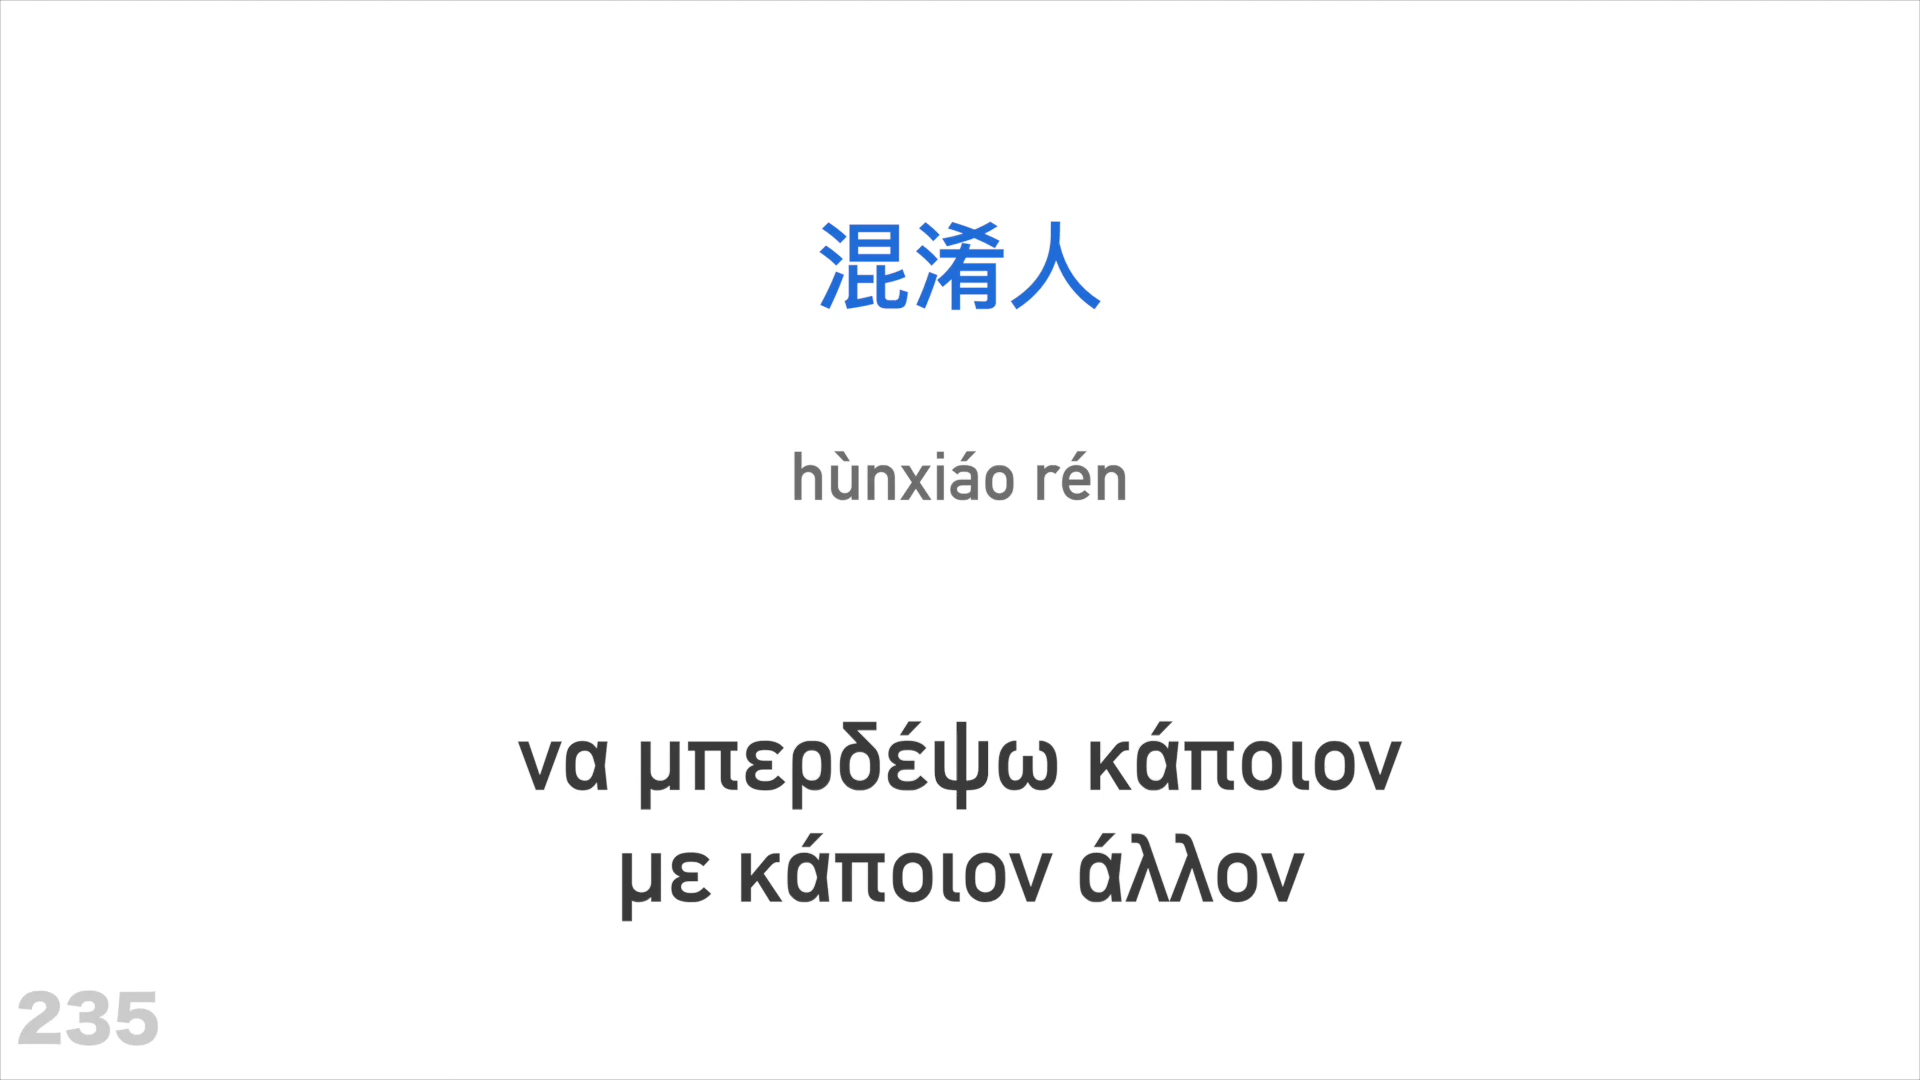 混淆人
hùnxiáo rén
να μπερδέψω κάποιον
με κάποιον άλλον
235